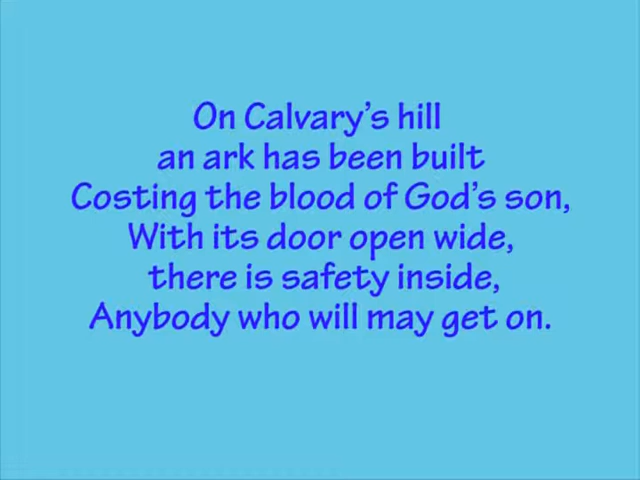 On Calvary's hill
an ark has been built
Costing the blood of God's son,
With its door open wide,
there is safety inside,
Anybody who will may get on.